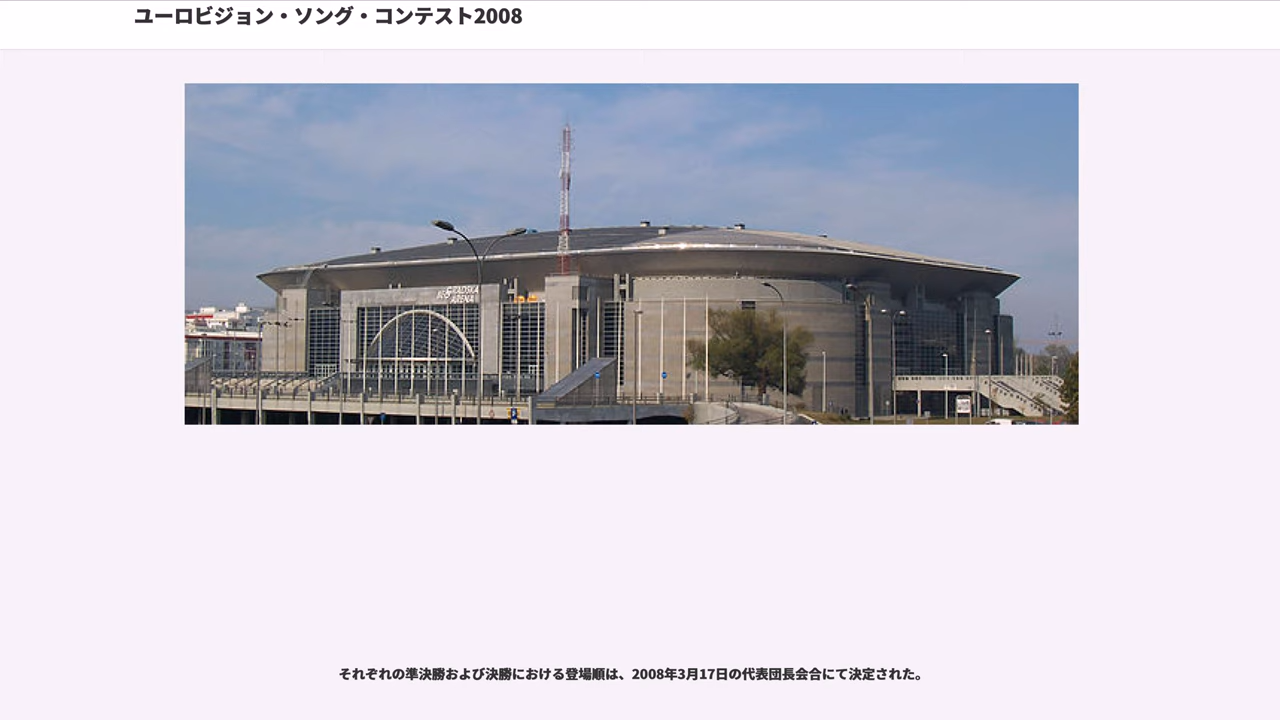 ユーロビジョン・ソング・コンテスト2008
BEOGRADSKA
ARENA
それぞれの準決勝および決勝における登場順は、2008年3月17日の代表団長会合にて決定された。